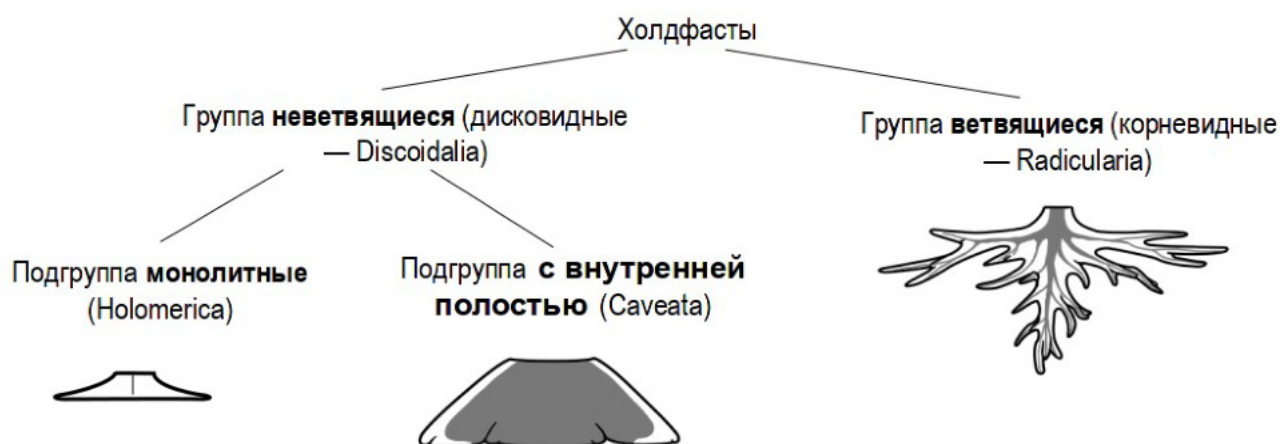 Холдфасты
Группа неветвящиеся (дисковидные
— Discoidalia)
Группа ветвящиеся (корневидные
— Radicularia)
Подгруппа монолитные
(Holomerica)
Подгруппа с внутренней
полостью (Caveata)